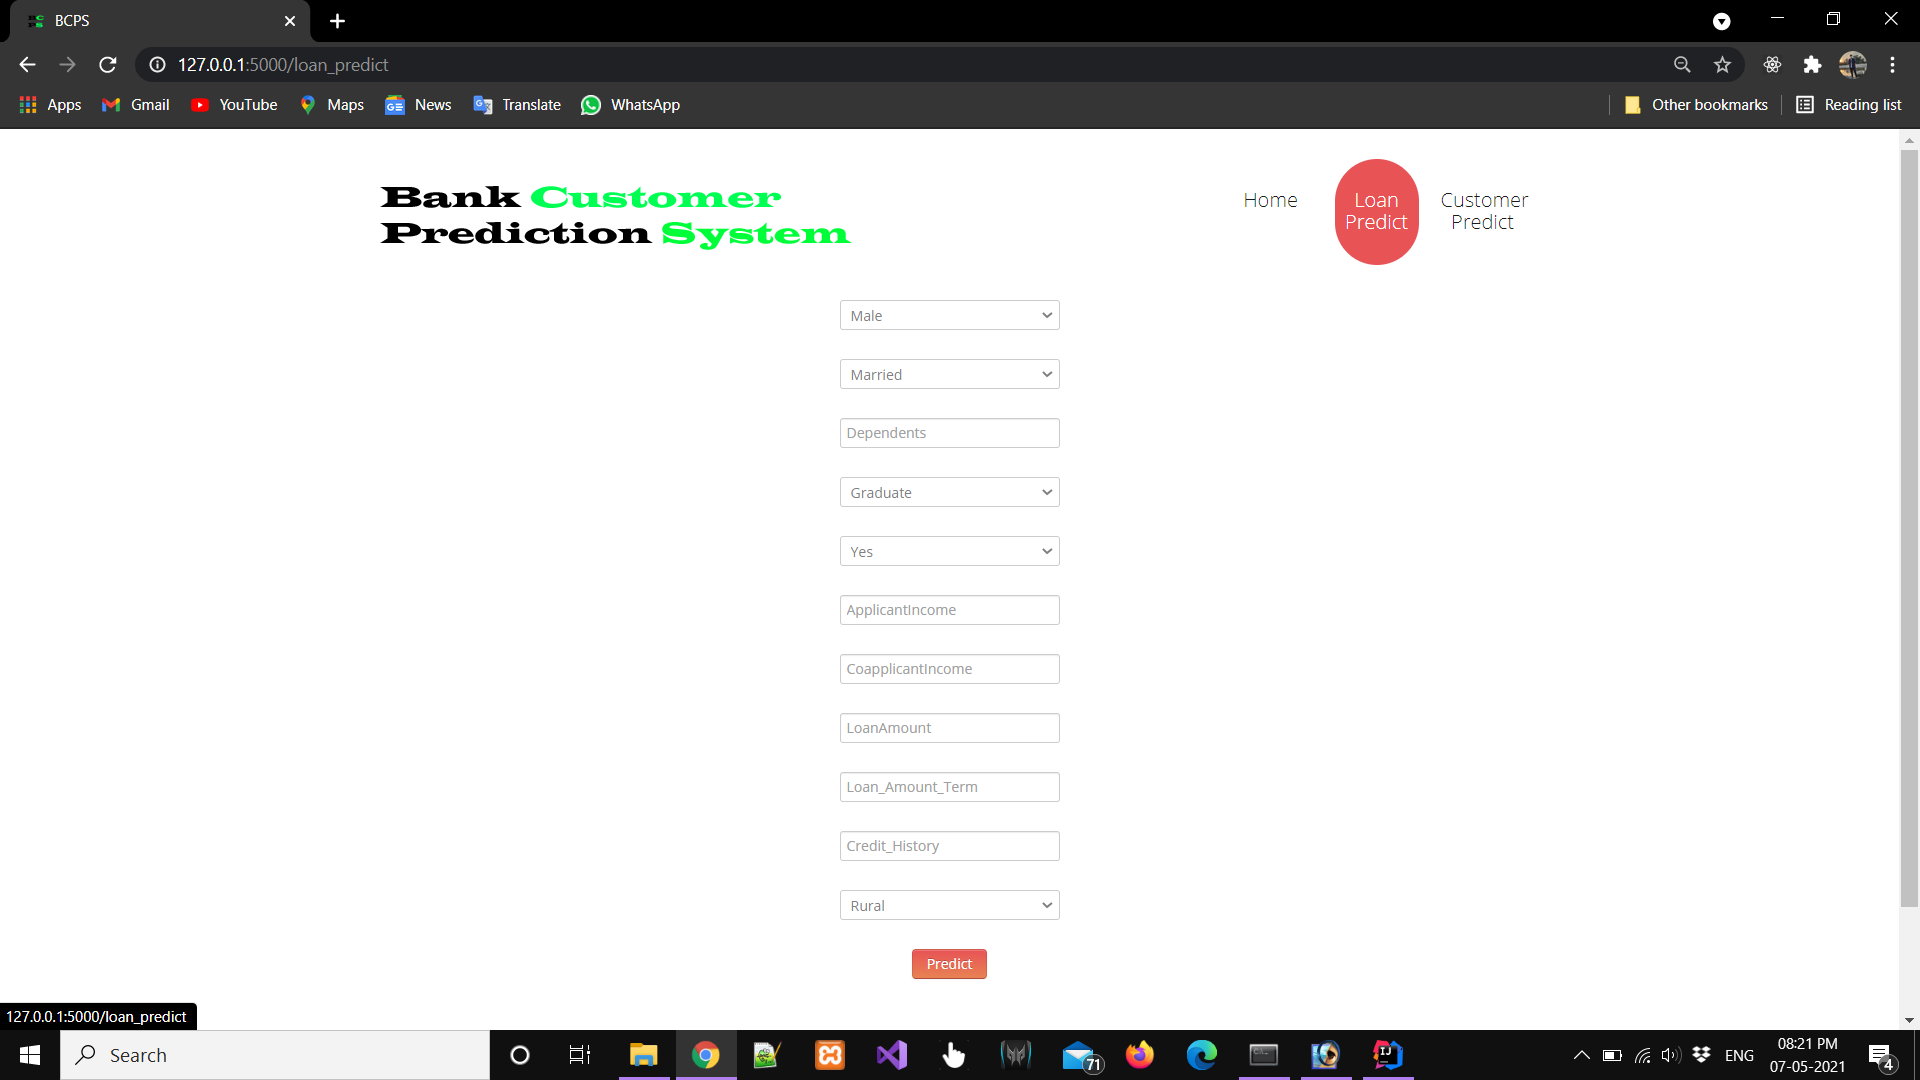 BCPS
127.0.0.1:5000/loan_predict
Apps Gmail YouTube Maps News Translate WhatsApp Other bookmarks Reading list
Bank Customer
Prediction System
Home
Loan
Predict
Customer
Predict
Male
Married
Dependents
Graduate
Yes
ApplicantIncome
CoapplicantIncome
LoanAmount
Loan_Amount_Term
Credit_History
Rural
Predict
127.0.0.1:5000/loan_predict
Search
71
ENG
08:21 PM
07-05-2021
4